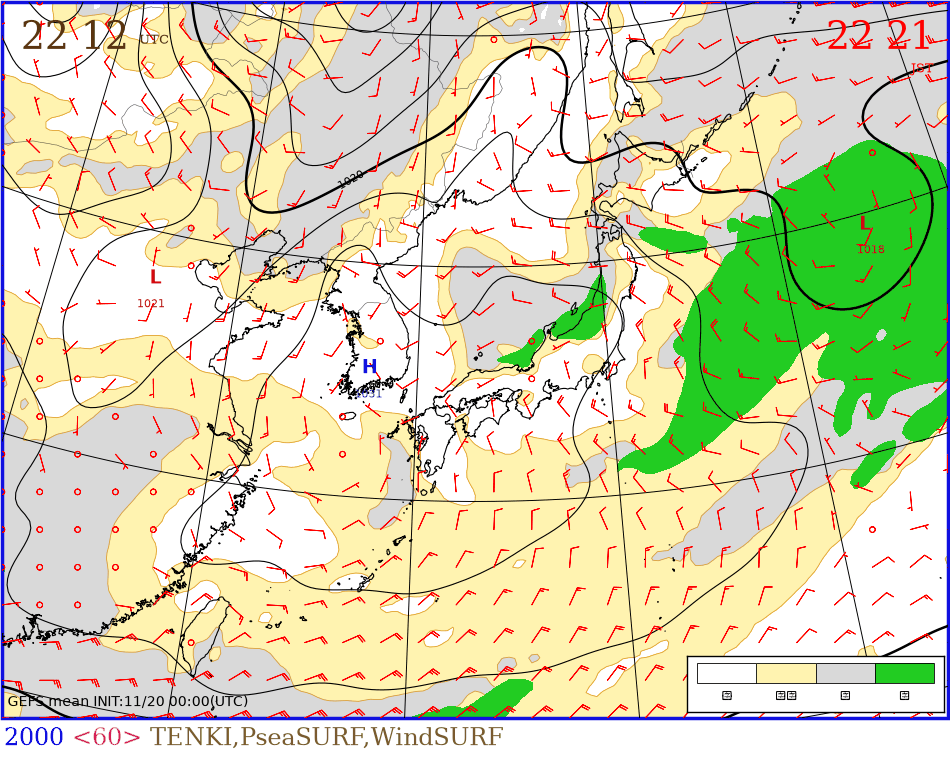 22 12 UTC
22 21
JST
1020
L
1018
L
1021
H
1031
GEFS mean INIT:11/20 00:00(UTC)
2000 <60> TENKI,PseaSURF,WindSURF